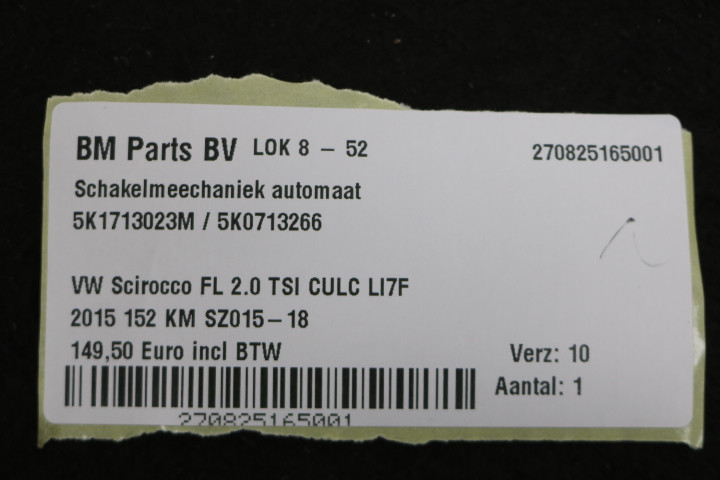 BM Parts BV LOK 8 – 52
270825165001
Schakelmeechaniek automaat
5K1713023M / 5K0713266
VW Scirocco FL 2.0 TSI CULC LI7F
2015 152 KM SZ015–18
149,50 Euro incl BTW
Verz: 10
Aantal: 1
270825165001